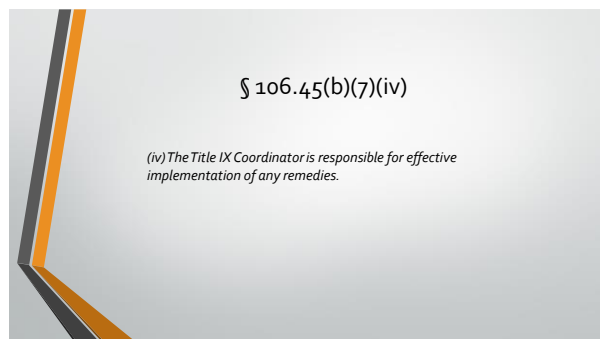 § 106.45(b)(7)(iv)
(iv) The Title IX Coordinator is responsible for effective
implementation of any remedies.